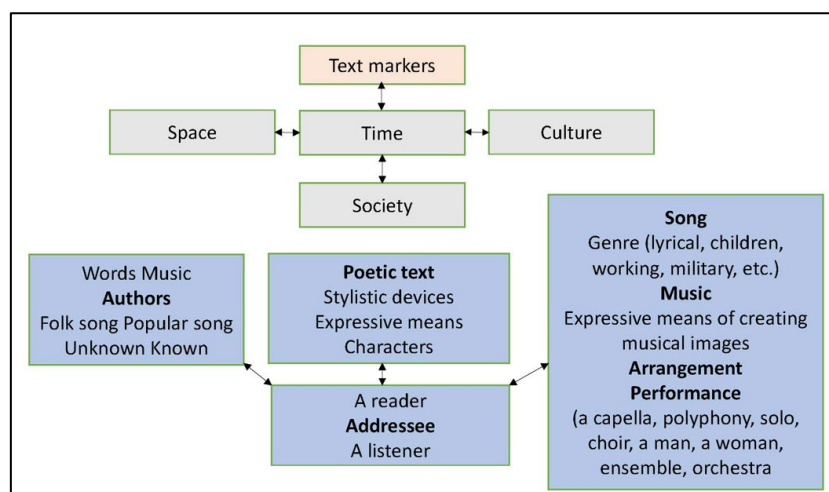 Text markers
Space
Time
Culture
Society
Words Music
Authors
Folk song Popular song
Unknown Known
Poetic text
Stylistic devices
Expressive means
Characters
Song
Genre (lyrical, children,
working, military, etc.)
Music
Expressive means of creating
musical images
Arrangement
Performance
(a capella, polyphony, solo,
choir, a man, a woman,
ensemble, orchestra
A reader
Addressee
A listener